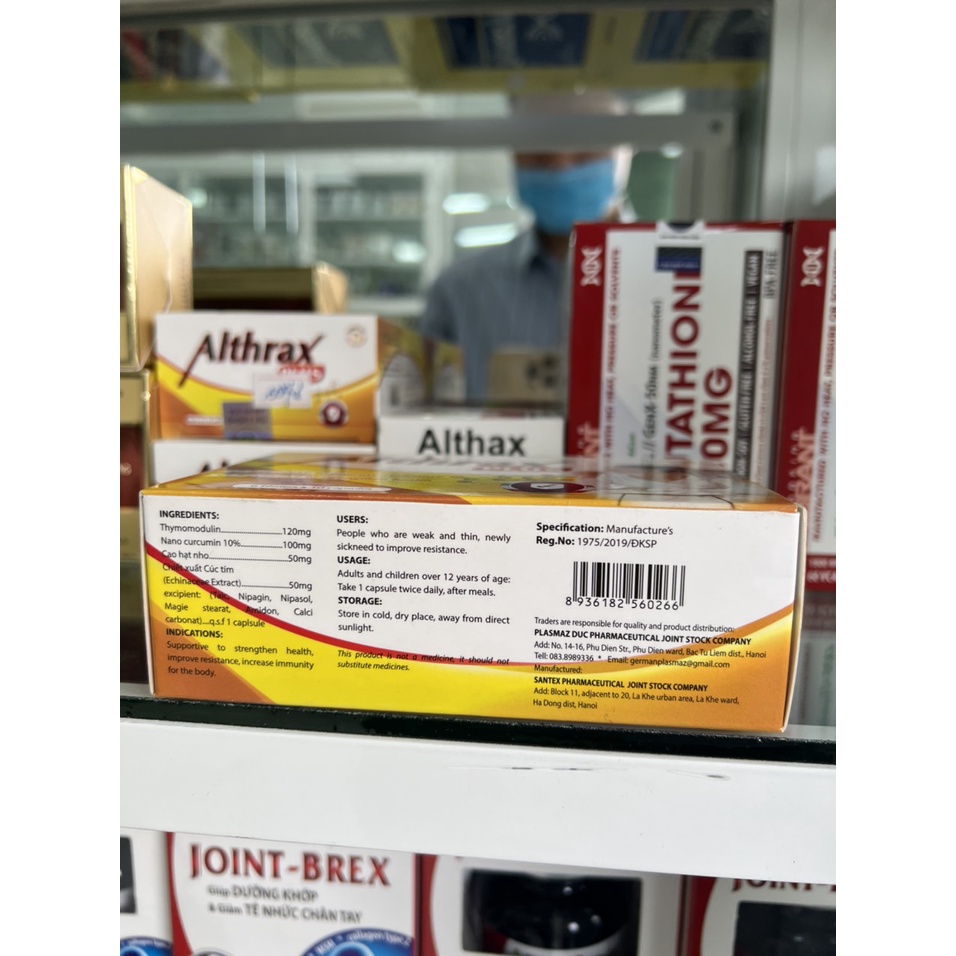 Althrax
Althax
TATHION
0MG
GLUTEN FREE | ALCOHOL FREE | VEGAN
INGREDIENTS:
Thymomodulin....................120mg
Nano curcumin 10%..............100mg
Cao hạt nho..........................50mg
Chiết xuất Cúc tím
(Echinaceae Extract)..............50mg
excipient: (Talc, Nipagin, Nipasol,
Magie stearat, Amidon, Calci
carbonat)....q.s.f 1 caplsule
INDICATIONS:
Supportive to strengthen health,
improve resistance, increase immunity
for the body.
USERS:
People who are weak and thin, newly
sickneed to improve resistance.
USAGE:
Adults and children over 12 years of age:
Take 1 capsule twice daily, after meals.
STORAGE:
Store in cold, dry place, away from direct
sunlight.
This product is not a medicine, it should not
substitute medicines.
Specification: Manufacture's
Reg.No: 1975/2019/ĐKSP
8 936182 560266
Traders are responsible for quality and product distribution:
PLASMAZ DUC PHARMACEUTICAL JOINT STOCK COMPANY
Add: No, 14-16, Phu Dien Str., Phu Dien ward, Bac Tu Liem dist., Hanoi
Tell: 083.8989336 * Email: germanplasmaz@gmail.com
Manufactured:
SANTEX PHARMACEUTICAL JOINT STOCK COMPANY
Add: Block 11, adjacent to 20, La Khe urban area, La Khe ward,
Ha Dong dist, Hanoi
JOINT-BREX
Giúp DƯỠNG KHỚP
& Giảm TÊ NHỨC CHÂN TAY
JOINT-B